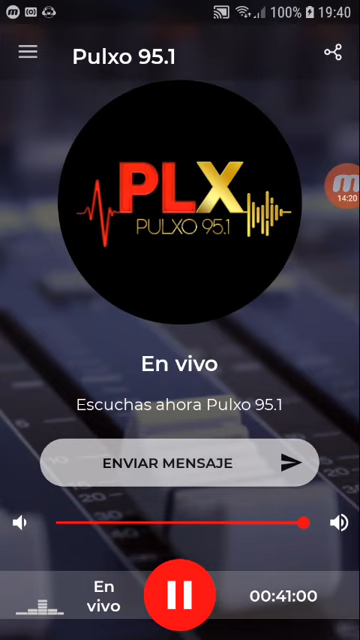 100% 19:40
Pulxo 95.1
PLX
PULXO 95.1
14:20
En vivo
Escuchas ahora Pulxo 95.1
ENVIAR MENSAJE
En
vivo
00:41:00